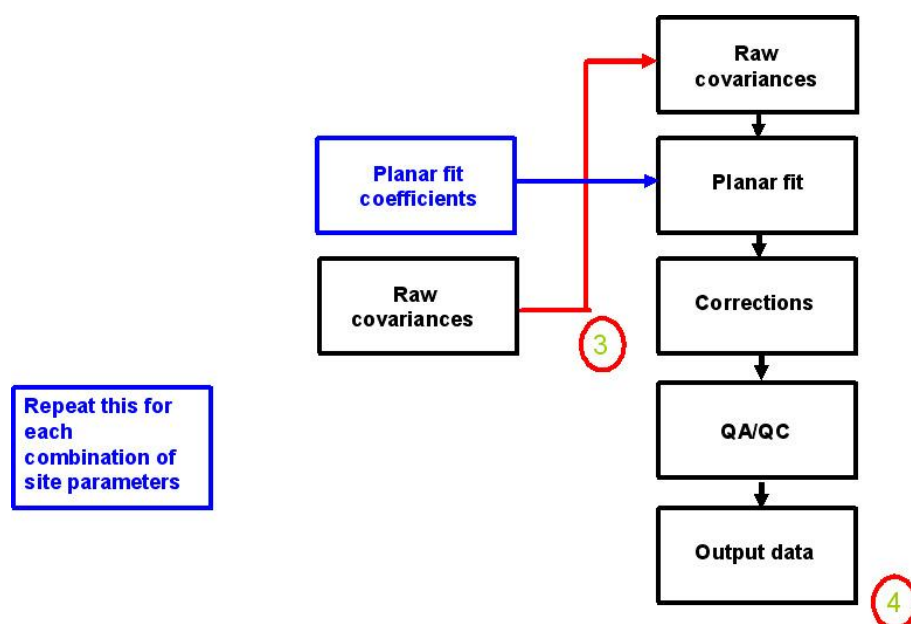 Raw
covariances
Planar fit
coefficients
Planar fit
Raw
covariances
Corrections
3
Repeat this for
each
combination of
site parameters
QA/QC
Output data
4